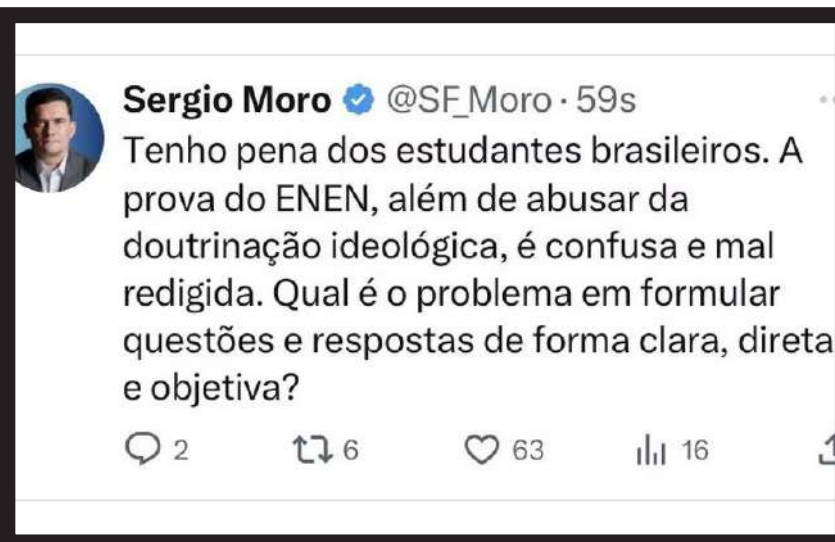 Sergio Moro @SF_Moro · 59s
Tenho pena dos estudantes brasileiros. A
prova do ENEN, além de abusar da
doutrinação ideológica, é confusa e mal
redigida. Qual é o problema em formular
questões e respostas de forma clara, direta
e objetiva?
2 6 63 16